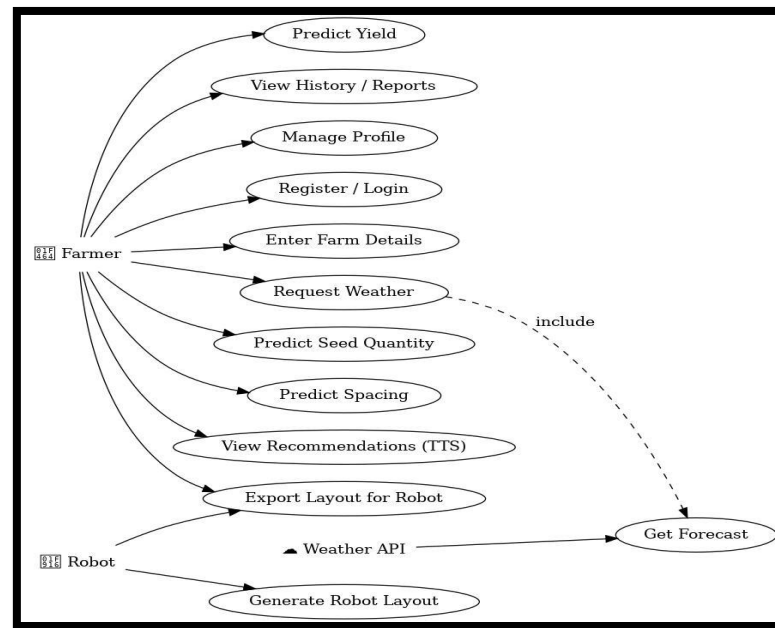 Predict Yield
View History / Reports
Manage Profile
Register / Login
Farmer
Enter Farm Details
Request Weather
include
Predict Seed Quantity
Predict Spacing
View Recommendations (TTS)
Export Layout for Robot
Get Forecast
Weather API
Robot
Generate Robot Layout